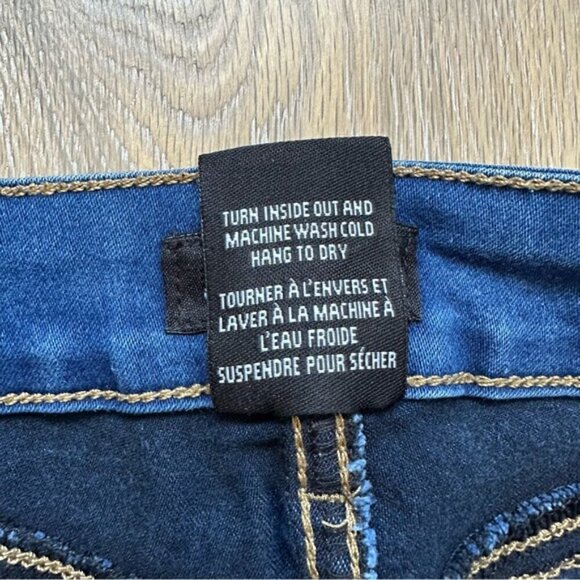 TURN INSIDE OUT AND
MACHINE WASH COLD
HANG TO DRY
TOURNER À L'ENVERS ET
LAVER À LA MACHINE À
L'EAU FROIDE
SUSPENDRE POUR SÉCHER